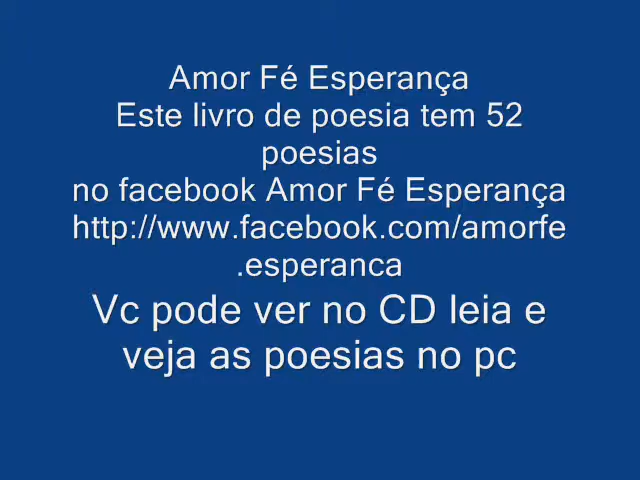 Amor Fé Esperança
Este livro de poesia tem 52
poesias
no facebook Amor Fé Esperança
http://www.facebook.com/amorfe
.esperanca
Vc pode ver no CD leia e
veja as poesias no pc